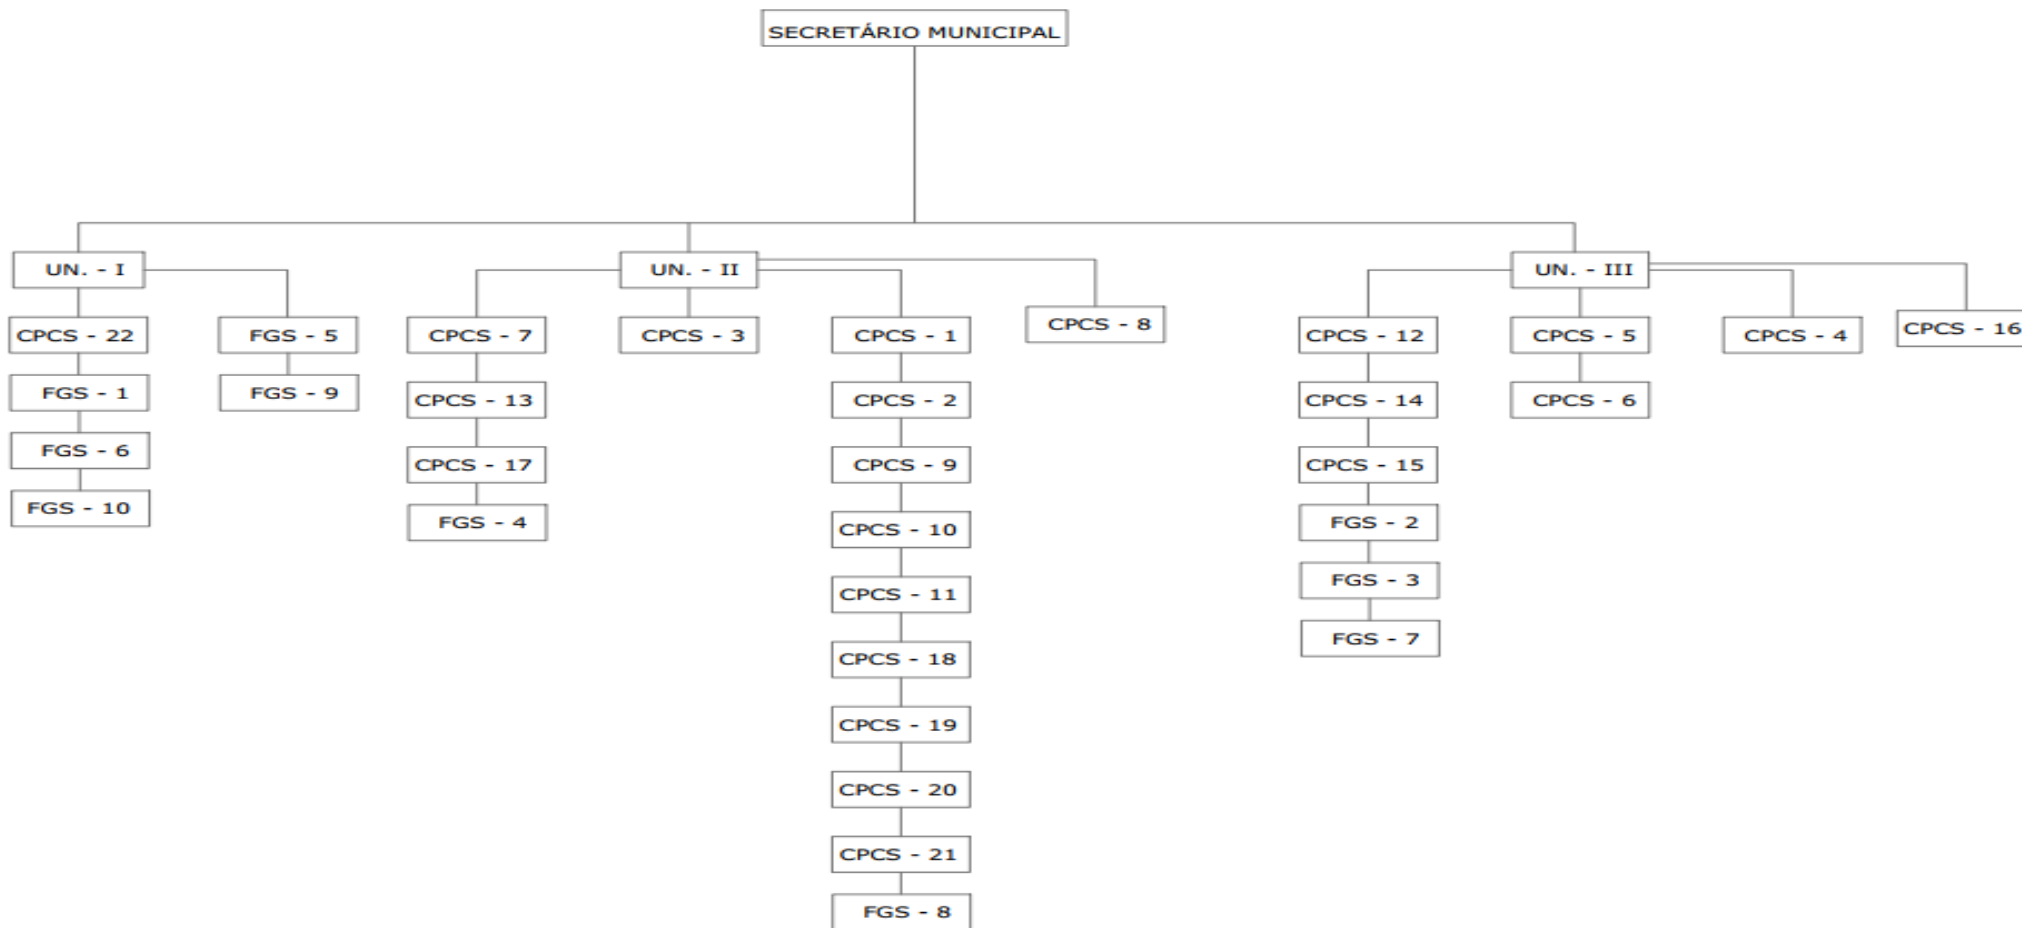 SECRETÁRIO MUNICIPAL
UN. - I
UN. - II
UN. - III
CPCS - 22
FGS - 5
CPCS - 7
CPCS - 3
CPCS - 1
CPCS - 8
CPCS - 12
CPCS - 5
CPCS - 4
CPCS - 16
FGS - 1
FGS - 9
CPCS - 13
CPCS - 2
CPCS - 14
CPCS - 6
FGS - 6
CPCS - 17
CPCS - 9
CPCS - 15
FGS - 10
FGS - 4
CPCS - 10
FGS - 2
CPCS - 11
FGS - 3
CPCS - 18
FGS - 7
CPCS - 19
CPCS - 20
CPCS - 21
FGS - 8